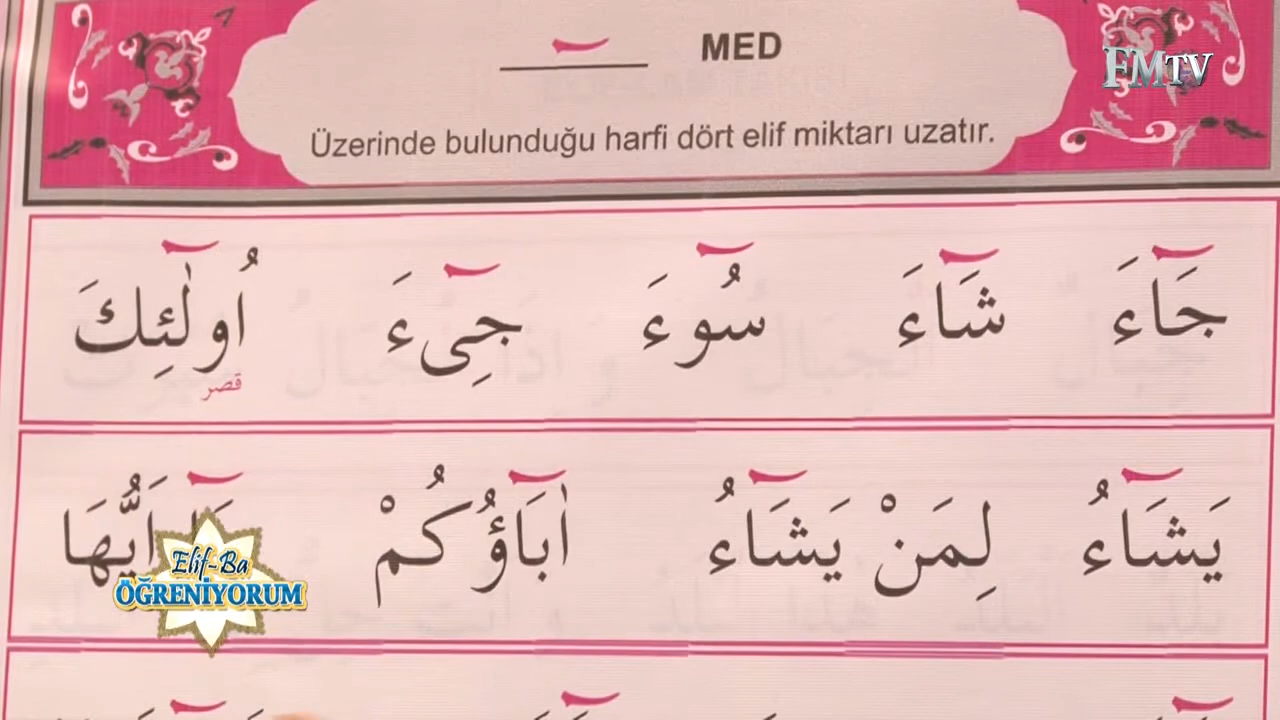 MED
FMTV
Üzerinde bulunduğu harfi dört elif miktarı uzatır.
جَاءَٓ شَاءَٓ سُٓوءَ جِٓىءَ اُولٰٓئِكَ
قصر
يَشَٓاءُ لِمَنْ يَشَٓاءُ اٰبَٓاؤُكُمْ يَٓا اَيُّهَا
Elif-Ba
ÖĞRENİYORUM